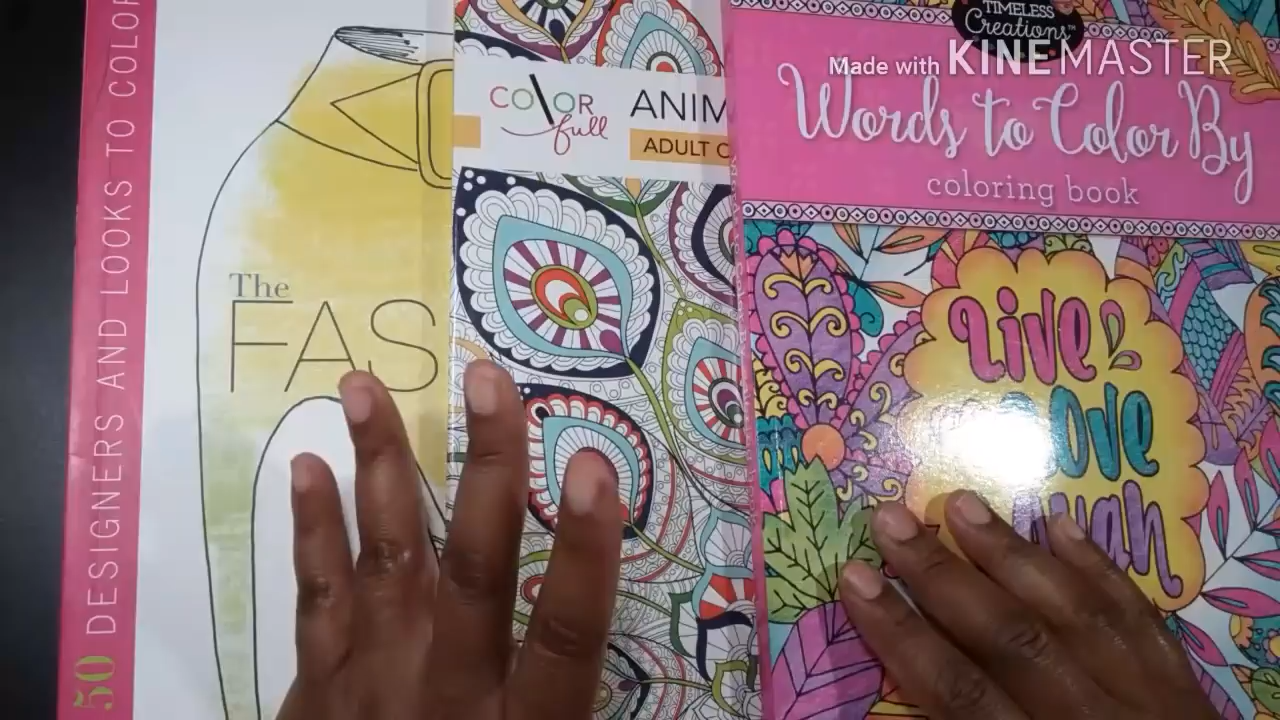 50 DESIGNERS AND LOOKS TO COLOR
The
FAS
COLOR
full
ANIM
ADULT C
TIMELESS
Creations™
Made with KINEMASTER
Words to Color By
coloring book
Live
Love